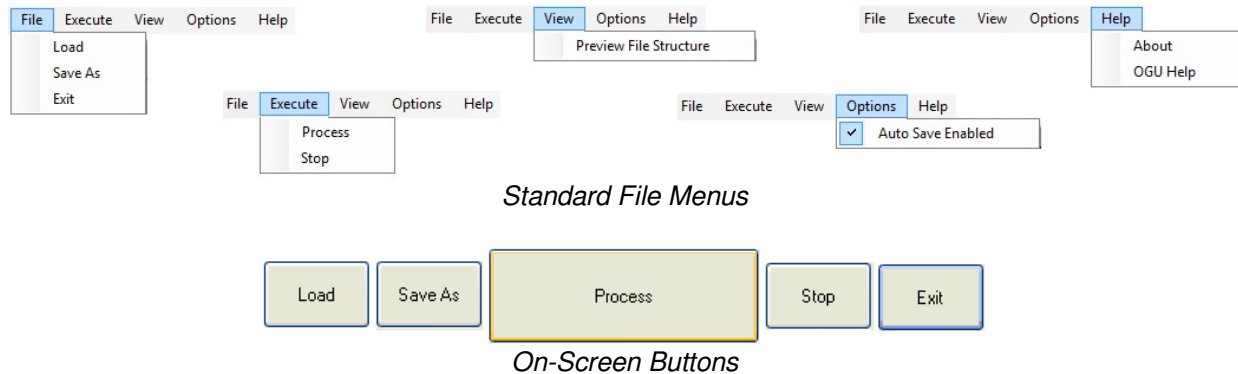 File Execute View Options Help
Load
Save As
Exit
File Execute View Options Help
Process
Stop
File Execute View Options Help
Preview File Structure
File Execute View Options Help
Auto Save Enabled
File Execute View Options Help
About
OGU Help
Standard File Menus
Load Save As Process Stop Exit
On-Screen Buttons